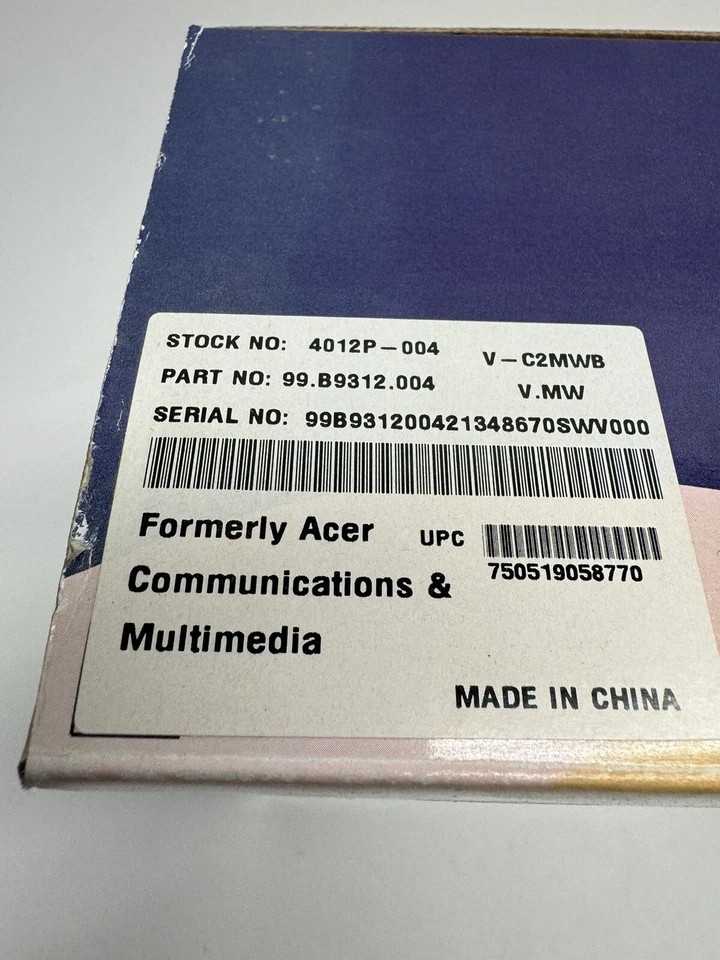 STOCK NO: 4012P-004 V-C2MWB
PART NO: 99.B9312.004 V.MW
SERIAL NO: 99B931200421348670SWV000
Formerly Acer UPC
750519058770
Communications &
Multimedia
MADE IN CHINA